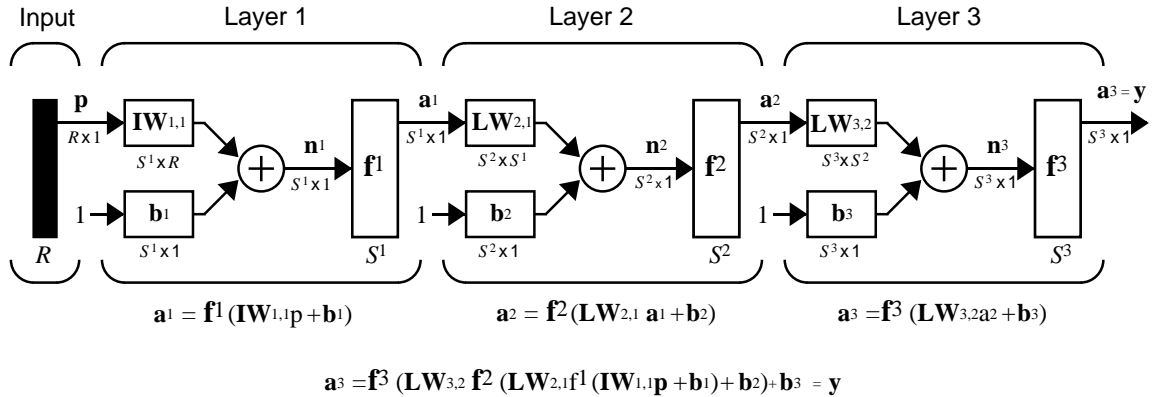 Input Layer 1 Layer 2 Layer 3
p a1 a2 a3 = y
IW1,1 LW2,1 LW3,2
R x 1 n1 S1 x 1 n2 S2 x 1 n3 S3 x 1
S1 x R S2 x S1 S3 x S2
S1 x 1 f1 S2 x 1 f2 S3 x 1 f3
1 b1 1 b2 1 b3
S1 x 1 S2 x 1 S3 x 1
R S1 S2 S3
a1 = f1 (IW1,1p +b1) a2 = f2 (LW2,1 a1+ b2) a3 =f3 (LW3,2a2+ b3)
a3 =f3 (LW3,2 f2 (LW2,1f1 (IW1,1p +b1)+ b2)+ b3 = y